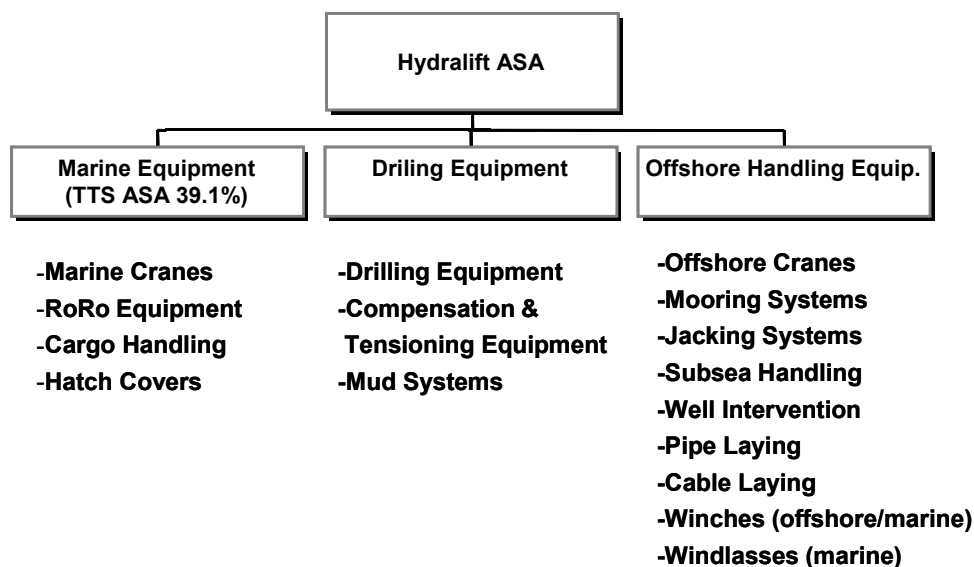 Hydralift ASA
Marine Equipment
(TTS ASA 39.1%)
Driling Equipment
Offshore Handling Equip.
-Marine Cranes
-RoRo Equipment
-Cargo Handling
-Hatch Covers
-Drilling Equipment
-Compensation &
Tensioning Equipment
-Mud Systems
-Offshore Cranes
-Mooring Systems
-Jacking Systems
-Subsea Handling
-Well Intervention
-Pipe Laying
-Cable Laying
-Winches (offshore/marine)
-Windlasses (marine)